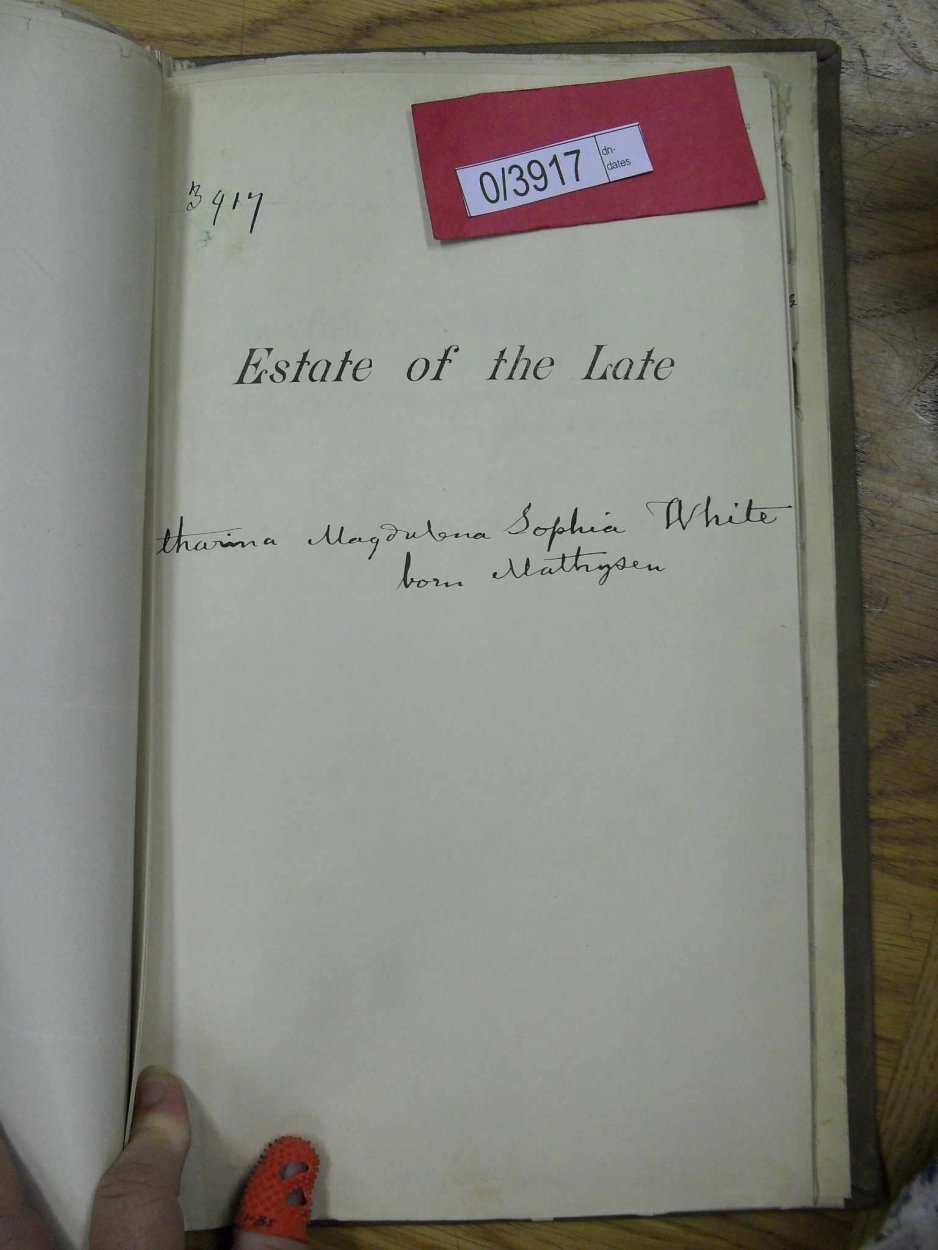 0/3917
dn-
dates
3917
Estate of the Late
tharina Magdalena Sophia White
born Mathysen